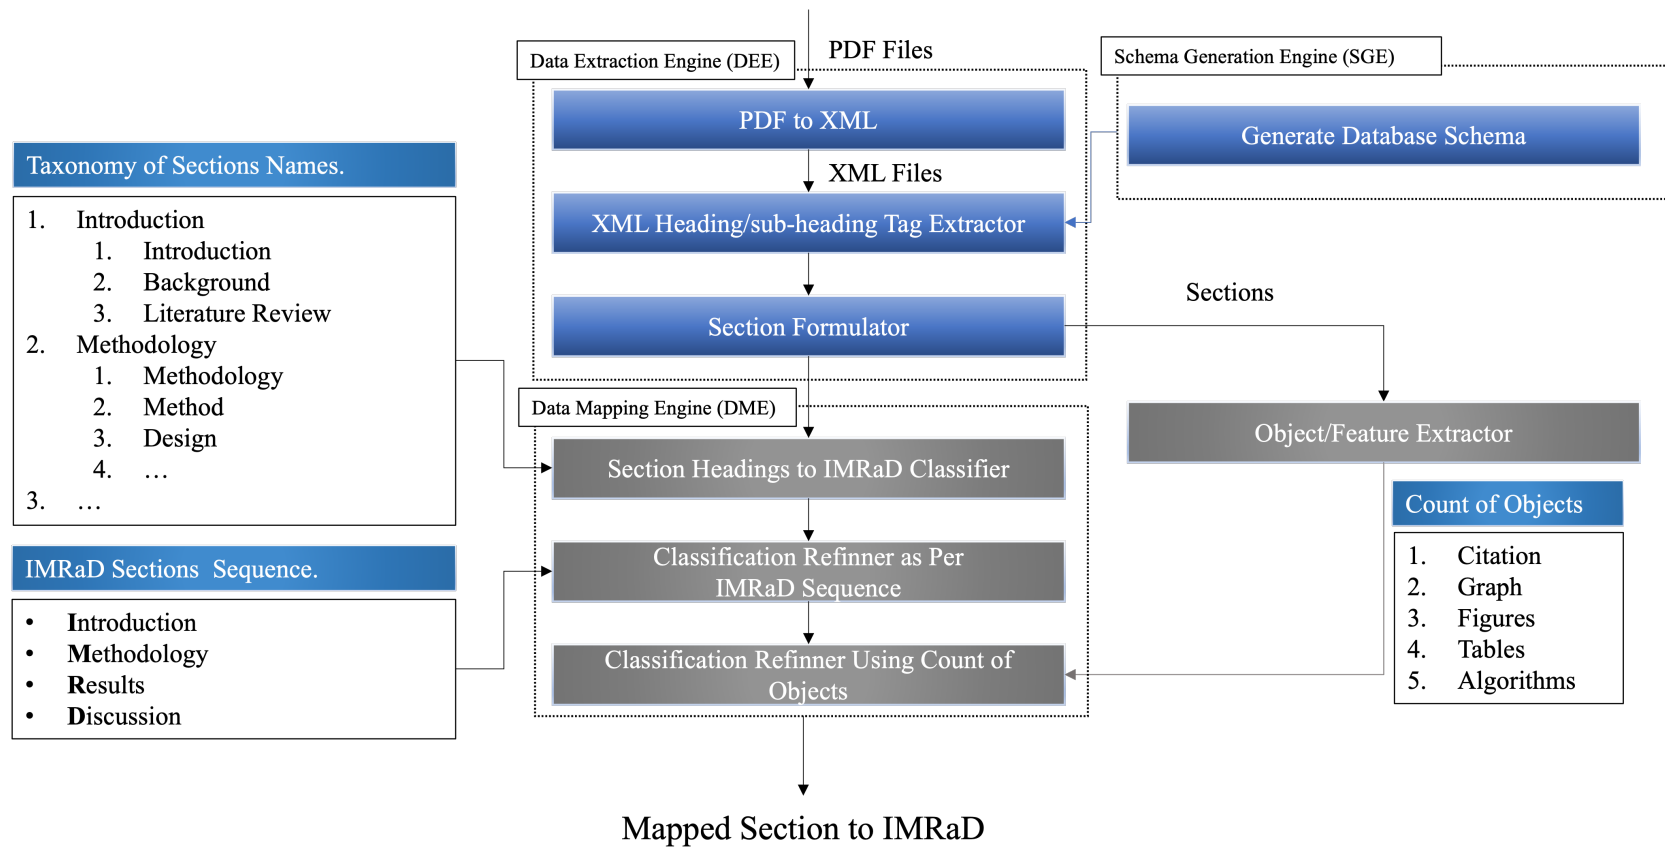 PDF Files
Data Extraction Engine (DEE)
Schema Generation Engine (SGE)
PDF to XML
Generate Database Schema
XML Files
XML Heading/sub-heading Tag Extractor
Section Formulator
Sections
Taxonomy of Sections Names.
1. Introduction
1. Introduction
2. Background
3. Literature Review
2. Methodology
1. Methodology
2. Method
3. Design
4. …
3. …
Data Mapping Engine (DME)
Section Headings to IMRaD Classifier
Object/Feature Extractor
Classification Refinner as Per
IMRaD Sequence
Classification Refinner Using Count of
Objects
IMRaD Sections Sequence.
• Introduction
• Methodology
• Results
• Discussion
Count of Objects
1. Citation
2. Graph
3. Figures
4. Tables
5. Algorithms
Mapped Section to IMRaD